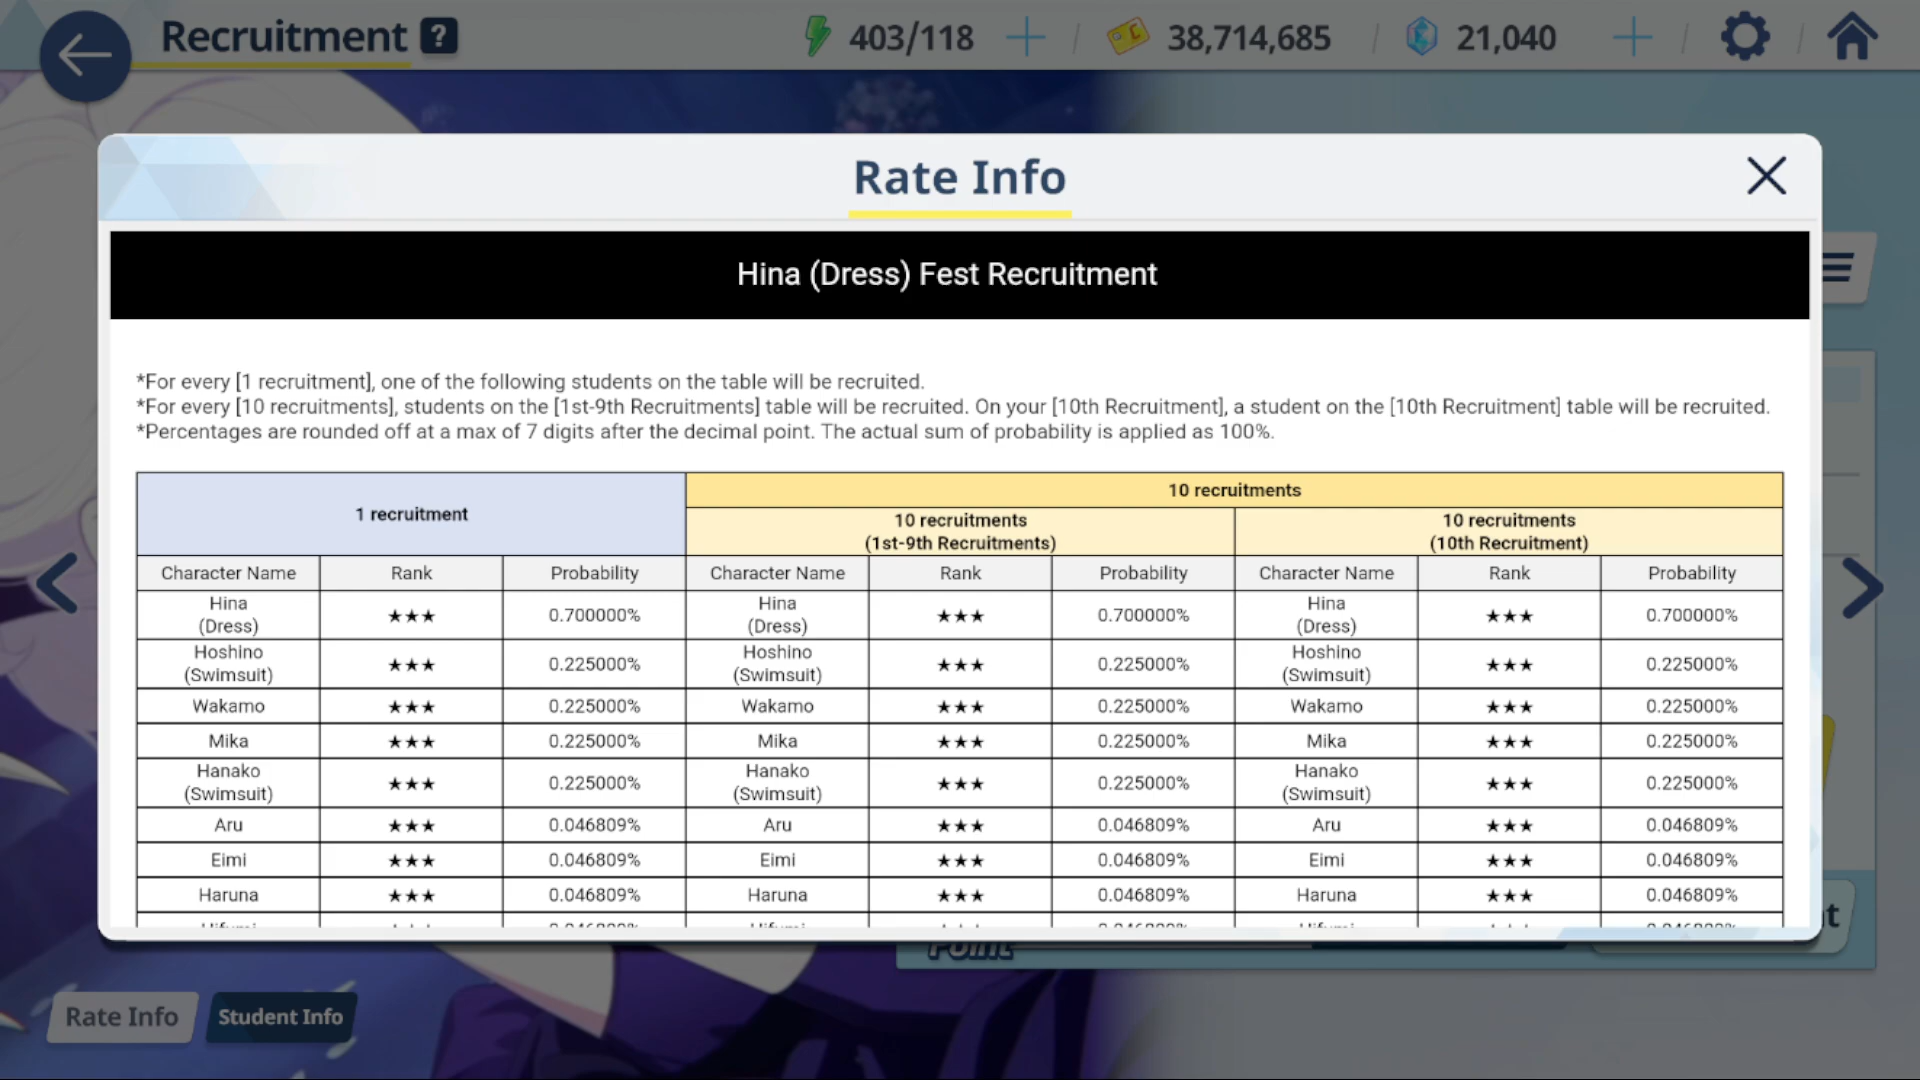 Recruitment ?
403/118
38,714,685
21,040
Rate Info
Hina (Dress) Fest Recruitment
*For every [1 recruitment], one of the following students on the table will be recruited.
*For every [10 recruitments], students on the [1st-9th Recruitments] table will be recruited. On your [10th Recruitment], a student on the [10th Recruitment] table will be recruited.
*Percentages are rounded off at a max of 7 digits after the decimal point. The actual sum of probability is applied as 100%.
1 recruitment
10 recruitments
10 recruitments
(1st-9th Recruitments)
10 recruitments
(10th Recruitment)
Character Name Rank Probability Character Name Rank Probability Character Name Rank Probability
Hina
(Dress) ★★★ 0.700000% Hina
(Dress) ★★★ 0.700000% Hina
(Dress) ★★★ 0.700000%
Hoshino
(Swimsuit) ★★★ 0.225000% Hoshino
(Swimsuit) ★★★ 0.225000% Hoshino
(Swimsuit) ★★★ 0.225000%
Wakamo ★★★ 0.225000% Wakamo ★★★ 0.225000% Wakamo ★★★ 0.225000%
Mika ★★★ 0.225000% Mika ★★★ 0.225000% Mika ★★★ 0.225000%
Hanako
(Swimsuit) ★★★ 0.225000% Hanako
(Swimsuit) ★★★ 0.225000% Hanako
(Swimsuit) ★★★ 0.225000%
Aru ★★★ 0.046809% Aru ★★★ 0.046809% Aru ★★★ 0.046809%
Eimi ★★★ 0.046809% Eimi ★★★ 0.046809% Eimi ★★★ 0.046809%
Haruna ★★★ 0.046809% Haruna ★★★ 0.046809% Haruna ★★★ 0.046809%
Point
Rate Info
Student Info